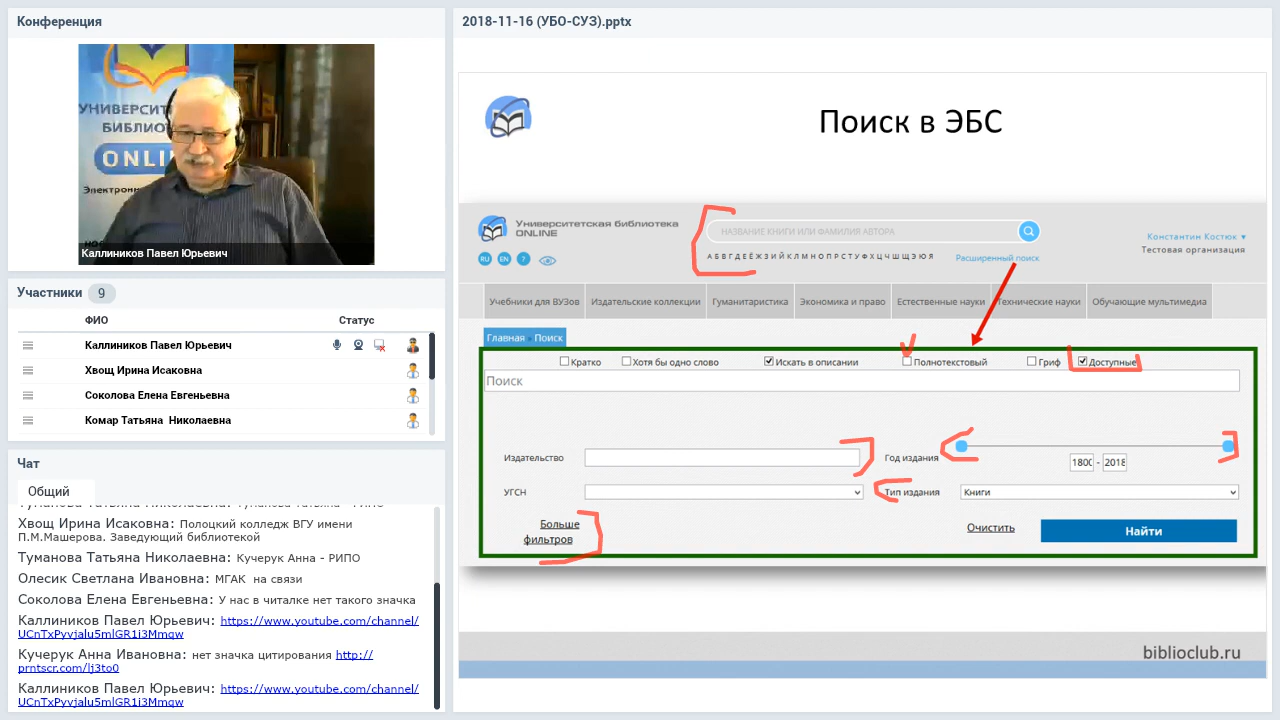 Конференция
УНИВЕРСИТ
БИБЛИО
ONLI
Электрон
Каллиников Павел Юрьевич
Участники 9
ФИО Статус
Каллиников Павел Юрьевич
Хвощ Ирина Исаковна
Соколова Елена Евгеньевна
Комар Татьяна Николаевна
Чат
Общий
Хвощ Ирина Исаковна: Полоцкий колледж ВГУ имени
П.М.Машерова. Заведующий библиотекой
Туманова Татьяна Николаевна: Кучерук Анна - РИПО
Олесик Светлана Ивановна: МГАК на связи
Соколова Елена Евгеньевна: У нас в читалке нет такого значка
Каллиников Павел Юрьевич: https://www.youtube.com/channel/
UCnTxPyvjalu5mlGR1i3Mmqw
Кучерук Анна Ивановна: нет значка цитирования http://
prntscr.com/lj3to0
Каллиников Павел Юрьевич: https://www.youtube.com/channel/
UCnTxPyvjalu5mlGR1i3Mmqw
2018-11-16 (УБО-СУЗ).pptx
Поиск в ЭБС
Университетская библиотека
ONLINE
RU EN ?
НАЗВАНИЕ КНИГИ ИЛИ ФАМИЛИЯ АВТОРА
А Б В Г Д Е Ё Ж З И Й К Л М Н О П Р С Т У Ф Х Ц Ч Ш Щ Э Ю Я
Расширенный поиск
Константин Костюк ▾
Тестовая организация
Учебники для ВУЗов Издательские коллекции Гуманитаристика Экономика и право Естественные науки Технические науки Обучающие мультимедиа
Главная Поиск
Кратко Хотя бы одно слово Искать в описании Полнотекстовый Гриф Доступные
Поиск
Издательство Год издания
1800 - 2018
УГСН Тип издания Книги
Больше
фильтров
Очистить Найти
biblioclub.ru